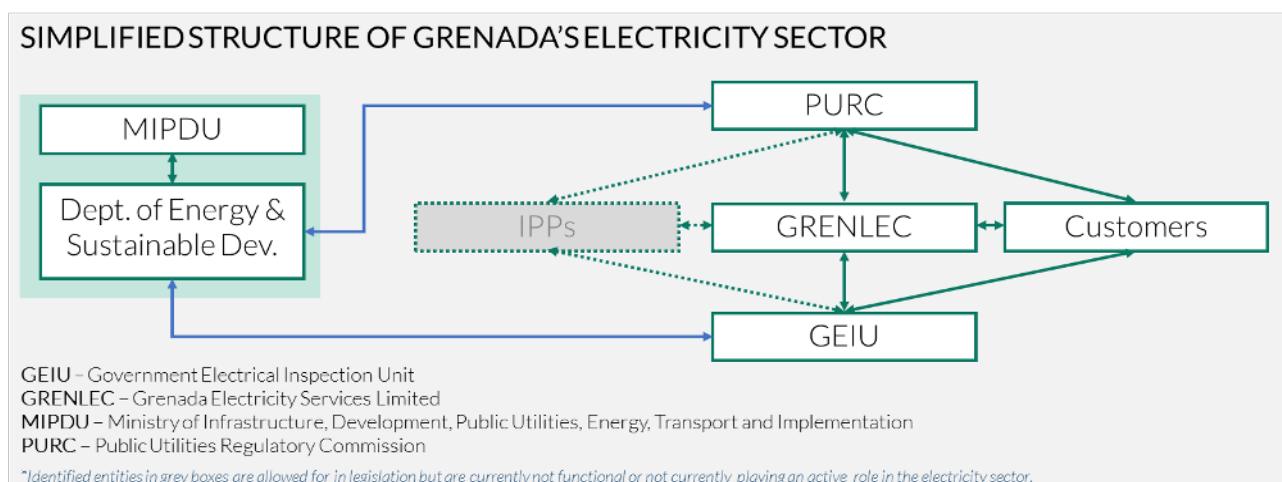 SIMPLIFIED STRUCTURE OF GRENADA'S ELECTRICITY SECTOR
PURC
MIPDU
Dept. of Energy &
Sustainable Dev.
IPPs
GRENLEC
Customers
GEIU
GEIU – Government Electrical Inspection Unit
GRENLEC – Grenada Electricity Services Limited
MIPDU – Ministry of Infrastructure, Development, Public Utilities, Energy, Transport and Implementation
PURC – Public Utilities Regulatory Commission
*Identified entities in grey boxes are allowed for in legislation but are currently not functional or not currently playing an active role in the electricity sector.